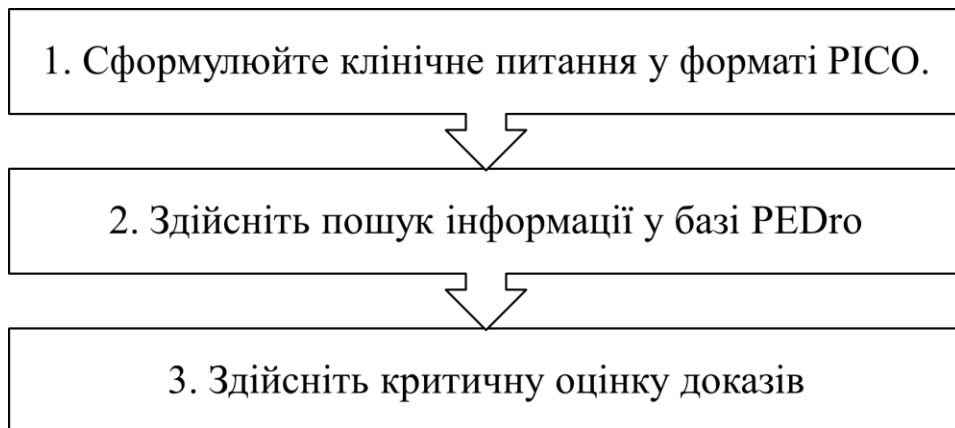 1. Сформулюйте клінічне питання у форматі PICO.
2. Здійсніть пошук інформації у базі PEDro
3. Здійсніть критичну оцінку доказів